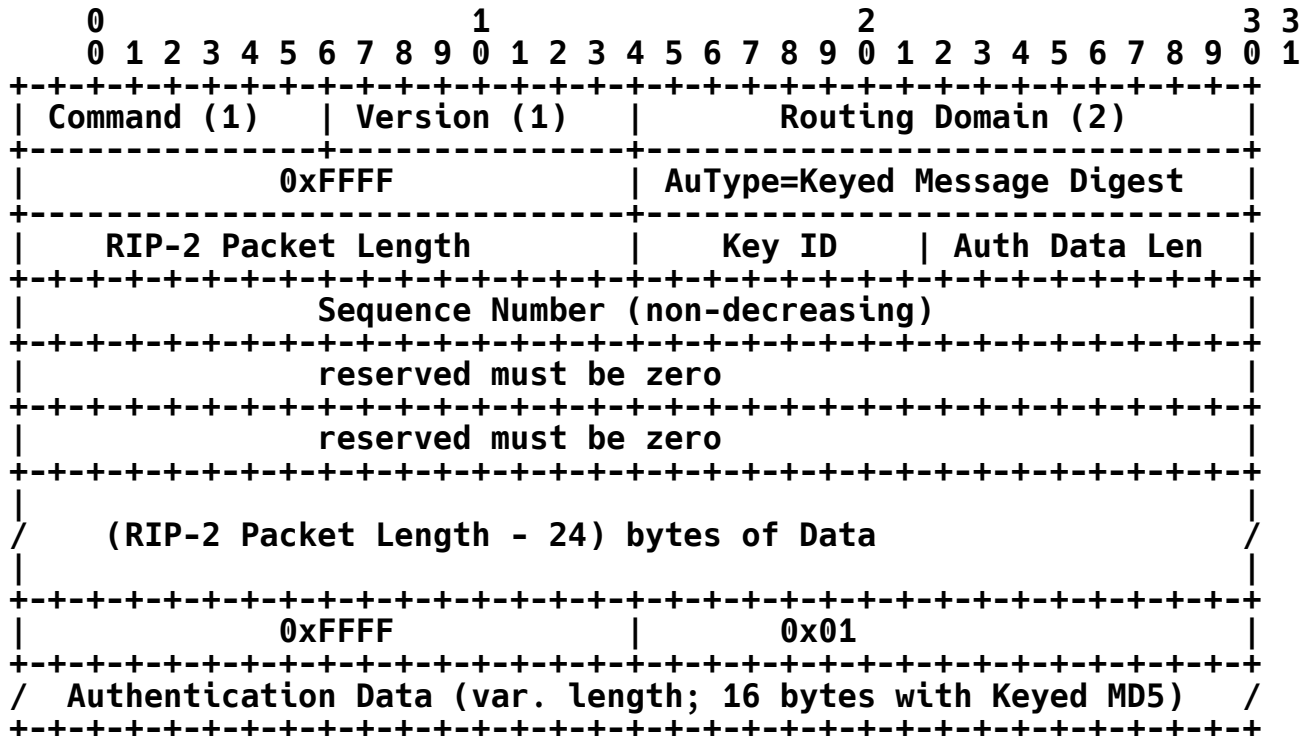 0                   1                   2                   3 3
    0 1 2 3 4 5 6 7 8 9 0 1 2 3 4 5 6 7 8 9 0 1 2 3 4 5 6 7 8 9 0 1
+-+-+-+-+-+-+-+-+-+-+-+-+-+-+-+-+-+-+-+-+-+-+-+-+-+-+-+-+-+-+-+-+
| Command (1)   | Version (1)   |       Routing Domain (2)      |
+---------------+---------------+-------------------------------+
|             0xFFFF            | AuType=Keyed Message Digest   |
+-------------------------------+-------------------------------+
|    RIP-2 Packet Length        |    Key ID    | Auth Data Len  |
+-+-+-+-+-+-+-+-+-+-+-+-+-+-+-+-+-+-+-+-+-+-+-+-+-+-+-+-+-+-+-+-+
|               Sequence Number (non-decreasing)                |
+-+-+-+-+-+-+-+-+-+-+-+-+-+-+-+-+-+-+-+-+-+-+-+-+-+-+-+-+-+-+-+-+
|               reserved must be zero                           |
+-+-+-+-+-+-+-+-+-+-+-+-+-+-+-+-+-+-+-+-+-+-+-+-+-+-+-+-+-+-+-+-+
|               reserved must be zero                           |
+-+-+-+-+-+-+-+-+-+-+-+-+-+-+-+-+-+-+-+-+-+-+-+-+-+-+-+-+-+-+-+-+
|                                                               |
/    (RIP-2 Packet Length - 24) bytes of Data                   /
|                                                               |
+-+-+-+-+-+-+-+-+-+-+-+-+-+-+-+-+-+-+-+-+-+-+-+-+-+-+-+-+-+-+-+-+
|             0xFFFF            |       0x01                    |
+-+-+-+-+-+-+-+-+-+-+-+-+-+-+-+-+-+-+-+-+-+-+-+-+-+-+-+-+-+-+-+-+
/  Authentication Data (var. length; 16 bytes with Keyed MD5)   /
+-+-+-+-+-+-+-+-+-+-+-+-+-+-+-+-+-+-+-+-+-+-+-+-+-+-+-+-+-+-+-+-+